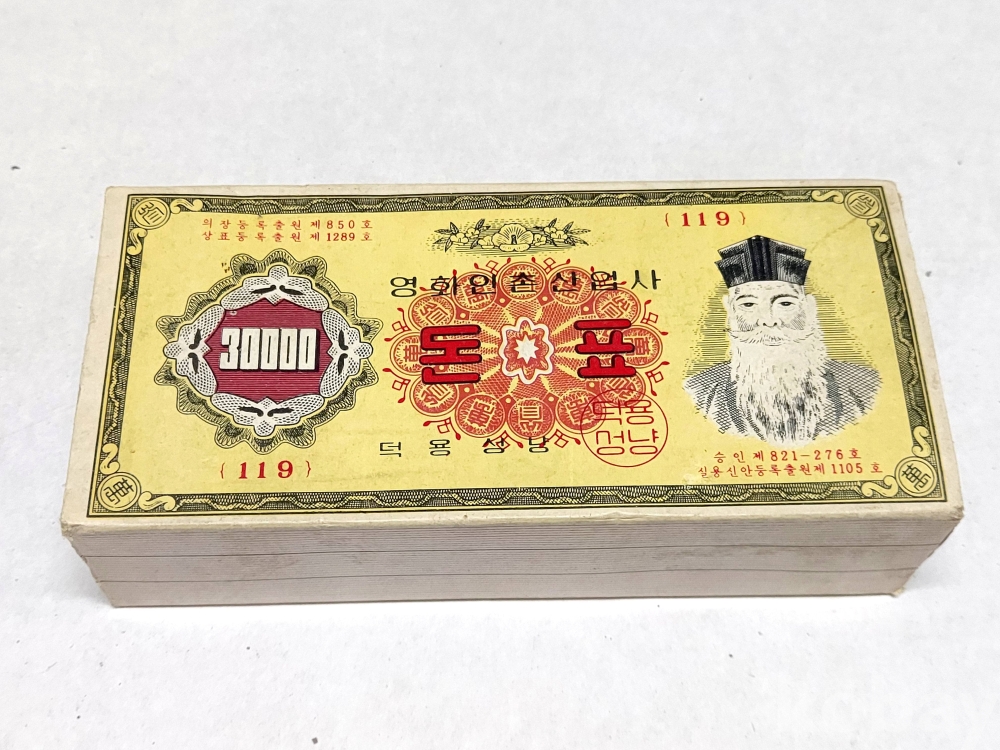 의장등록출원제850호
상표등록출원제1289호
{119}
영화인촌산업사
30000
돈표
덕용성냥
덕용
성냥
{119}
승인제821-276호
실용신안등록출원제1105호